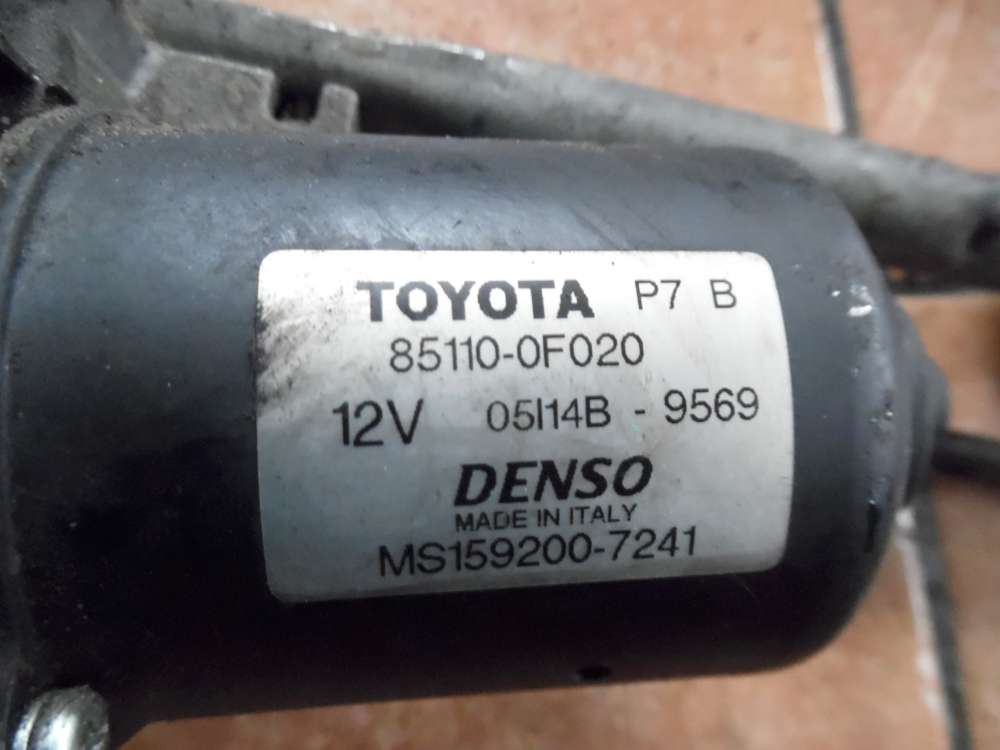 TOYOTA P7 B
85110-0F020
12V 05I14B - 9569
DENSO
MADE IN ITALY
MS159200-7241